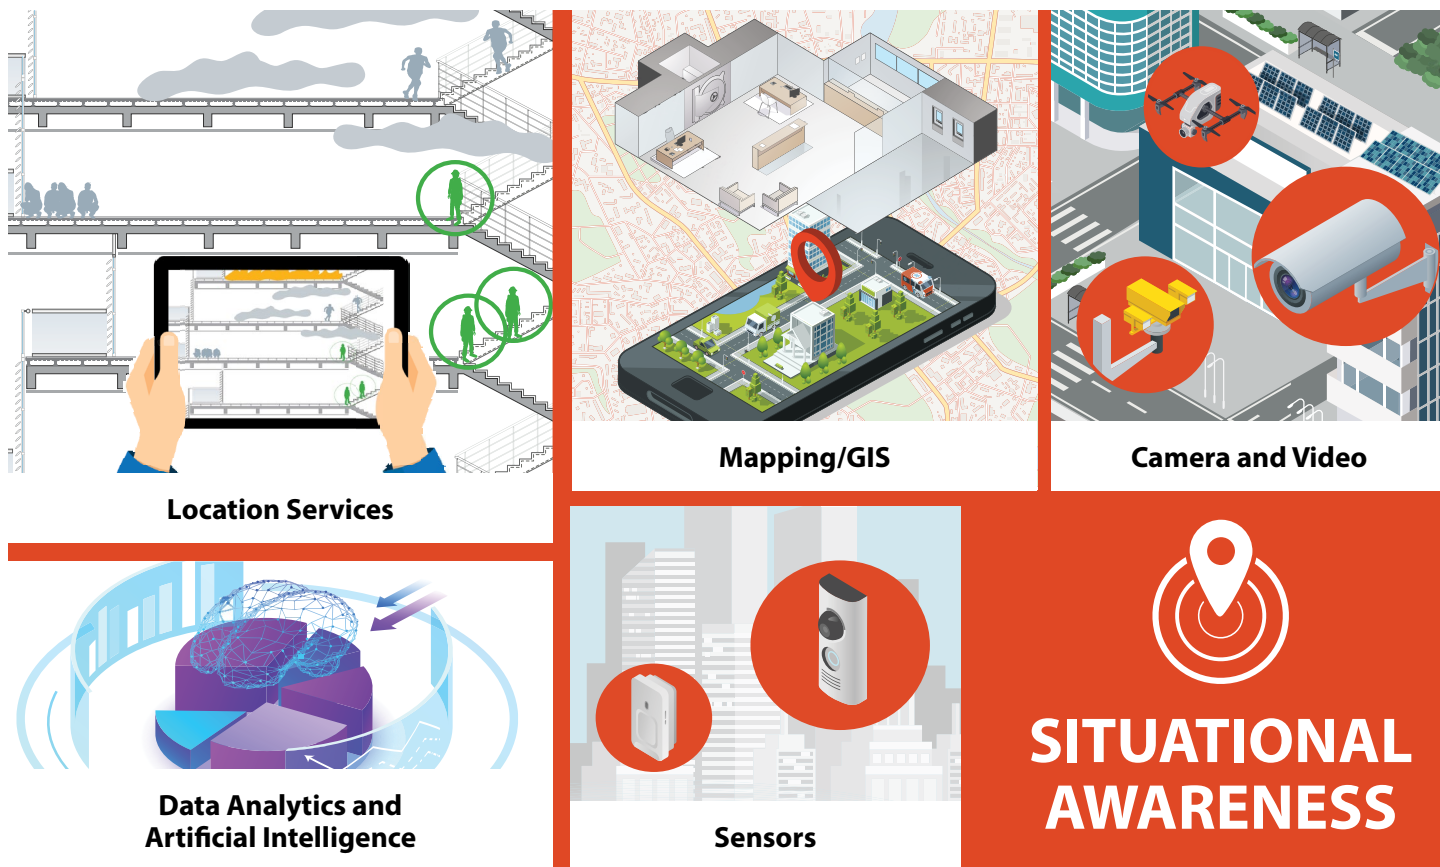 Location Services
Mapping/GIS
Camera and Video
Data Analytics and
Artificial Intelligence
Sensors
SITUATIONAL
AWARENESS